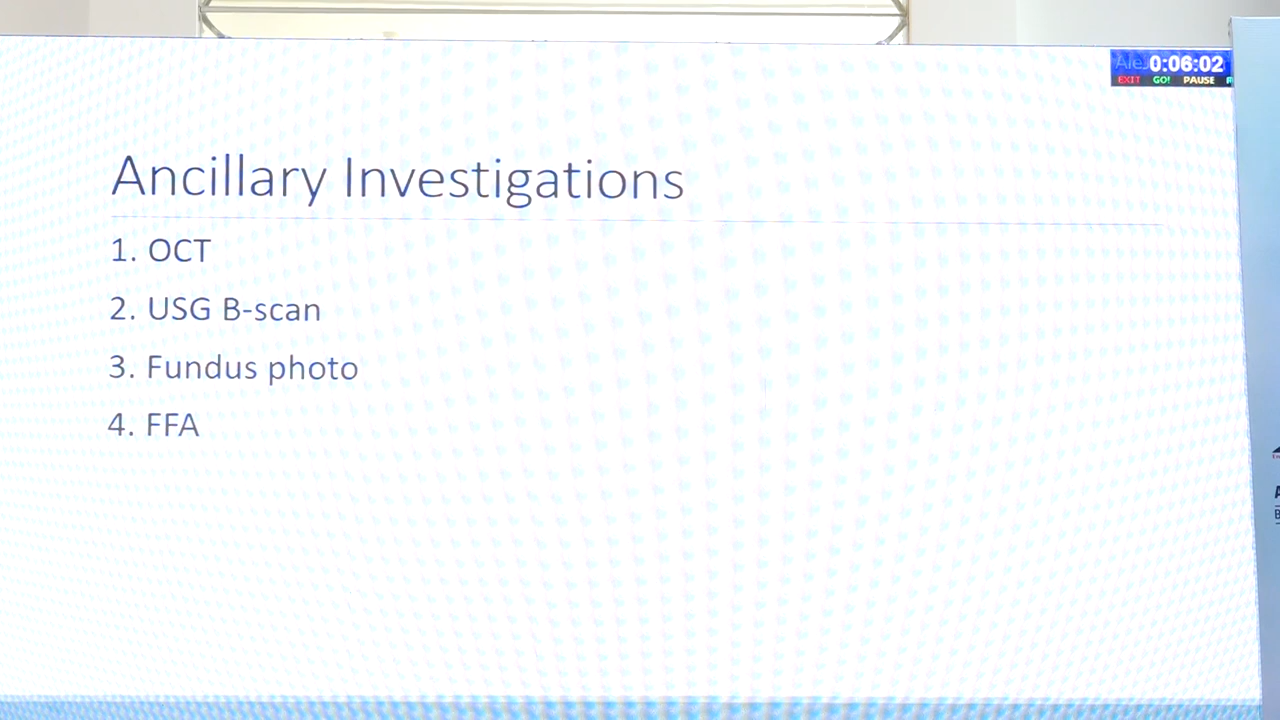 0:06:02
EXIT GO! PAUSE
Ancillary Investigations
1. OCT
2. USG B-scan
3. Fundus photo
4. FFA